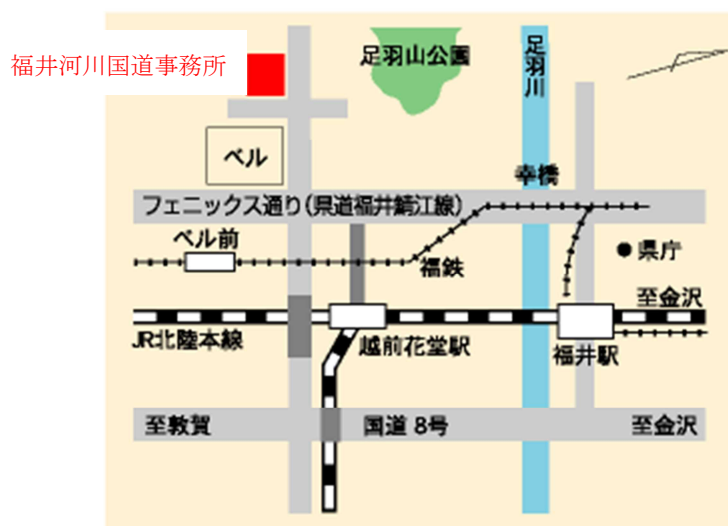 福井河川国道事務所
足羽山公園
足羽川
ベル
幸橋
フェニックス通り(県道福井鯖江線)
ベル前
福鉄
県庁
至金沢
JR北陸本線
越前花堂駅
福井駅
至敦賀
国道 8号
至金沢